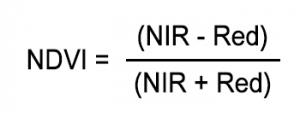 NDVI = (NIR - Red)
(NIR + Red)